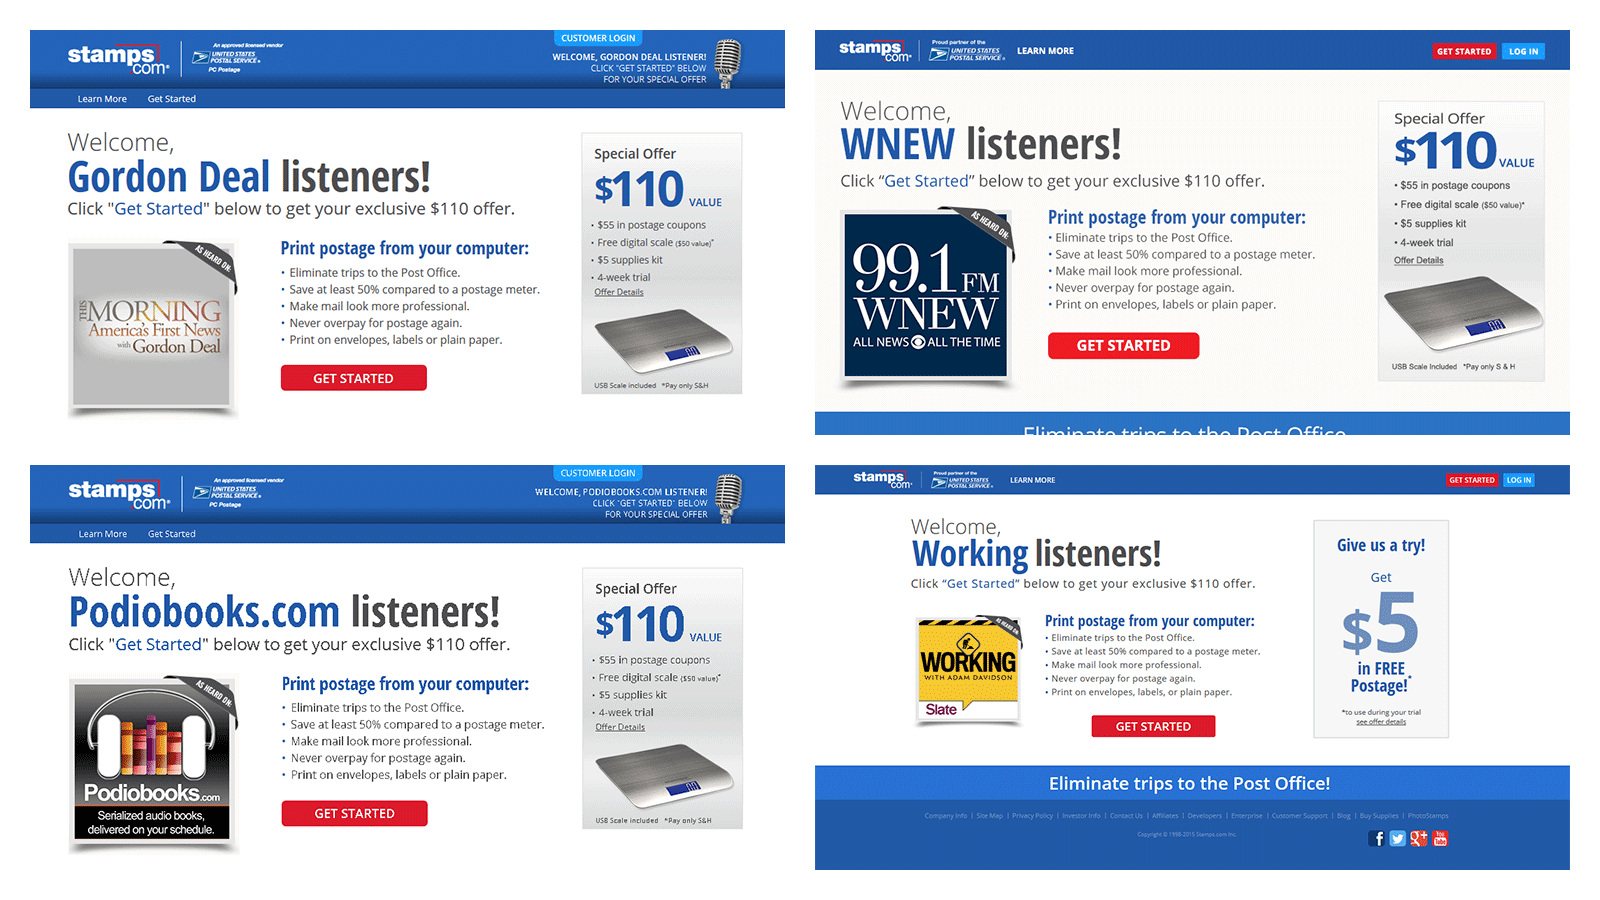 stamps
.com®
An approved licensed vendor
UNITED STATES
POSTAL SERVICE®
PC Postage
CUSTOMER LOGIN
WELCOME, GORDON DEAL LISTENER!
CLICK "GET STARTED" BELOW
FOR YOUR SPECIAL OFFER
Learn More
Get Started
Welcome,
Gordon Deal listeners!
Click "Get Started" below to get your exclusive $110 offer.
AS HEARD ON:
THIS
MORNING
America's First News
with Gordon Deal
Print postage from your computer:
• Eliminate trips to the Post Office.
• Save at least 50% compared to a postage meter.
• Make mail look more professional.
• Never overpay for postage again.
• Print on envelopes, labels or plain paper.
GET STARTED
Special Offer
$110 VALUE
• $55 in postage coupons
• Free digital scale ($50 value)*
• $5 supplies kit
• 4-week trial
Offer Details
USB Scale included *Pay only S&H
stamps
.com®
Proud partner of the
UNITED STATES
POSTAL SERVICE®
LEARN MORE
GET STARTED
LOG IN
Welcome,
WNEW listeners!
Click “Get Started” below to get your exclusive $110 offer.
AS HEARD ON:
99.1 FM
WNEW
ALL NEWS ALL THE TIME
Print postage from your computer:
• Eliminate trips to the Post Office.
• Save at least 50% compared to a postage meter.
• Make mail look more professional.
• Never overpay for postage again.
• Print on envelopes, labels or plain paper.
GET STARTED
Special Offer
$110 VALUE
• $55 in postage coupons
• Free digital scale ($50 value)*
• $5 supplies kit
• 4-week trial
Offer Details
USB Scale Included *Pay only S & H
Eliminate trips to the Post Office
stamps
.com®
An approved licensed vendor
UNITED STATES
POSTAL SERVICE®
PC Postage
CUSTOMER LOGIN
WELCOME, PODIOBOOKS.COM LISTENER!
CLICK "GET STARTED" BELOW
FOR YOUR SPECIAL OFFER
Learn More
Get Started
Welcome,
Podiobooks.com listeners!
Click "Get Started" below to get your exclusive $110 offer.
AS HEARD ON:
Podiobooks.com
Serialized audio books,
delivered on your schedule.
Print postage from your computer:
• Eliminate trips to the Post Office.
• Save at least 50% compared to a postage meter.
• Make mail look more professional.
• Never overpay for postage again.
• Print on envelopes, labels or plain paper.
GET STARTED
Special Offer
$110 VALUE
• $55 in postage coupons
• Free digital scale ($50 value)*
• $5 supplies kit
• 4-week trial
Offer Details
USB Scale included *Pay only S&H
stamps
.com®
Proud partner of the
UNITED STATES
POSTAL SERVICE®
LEARN MORE
GET STARTED
LOG IN
Welcome,
Working listeners!
Click “Get Started” below to get your exclusive $110 offer.
AS HEARD ON:
WORKING
WITH ADAM DAVIDSON
Slate
Print postage from your computer:
• Eliminate trips to the Post Office.
• Save at least 50% compared to a postage meter.
• Make mail look more professional.
• Never overpay for postage again.
• Print on envelopes, labels, or plain paper.
GET STARTED
Give us a try!
Get
$5
in FREE
Postage!*
*to use during your trial
see offer details
Eliminate trips to the Post Office!
Company Info | Site Map | Privacy Policy | Investor Info | Contact Us | Affiliates | Developers | Enterprise | Customer Support | Blog | Buy Supplies | PhotoStamps
Copyright © 1998-2015 Stamps.com Inc.
You
Tube